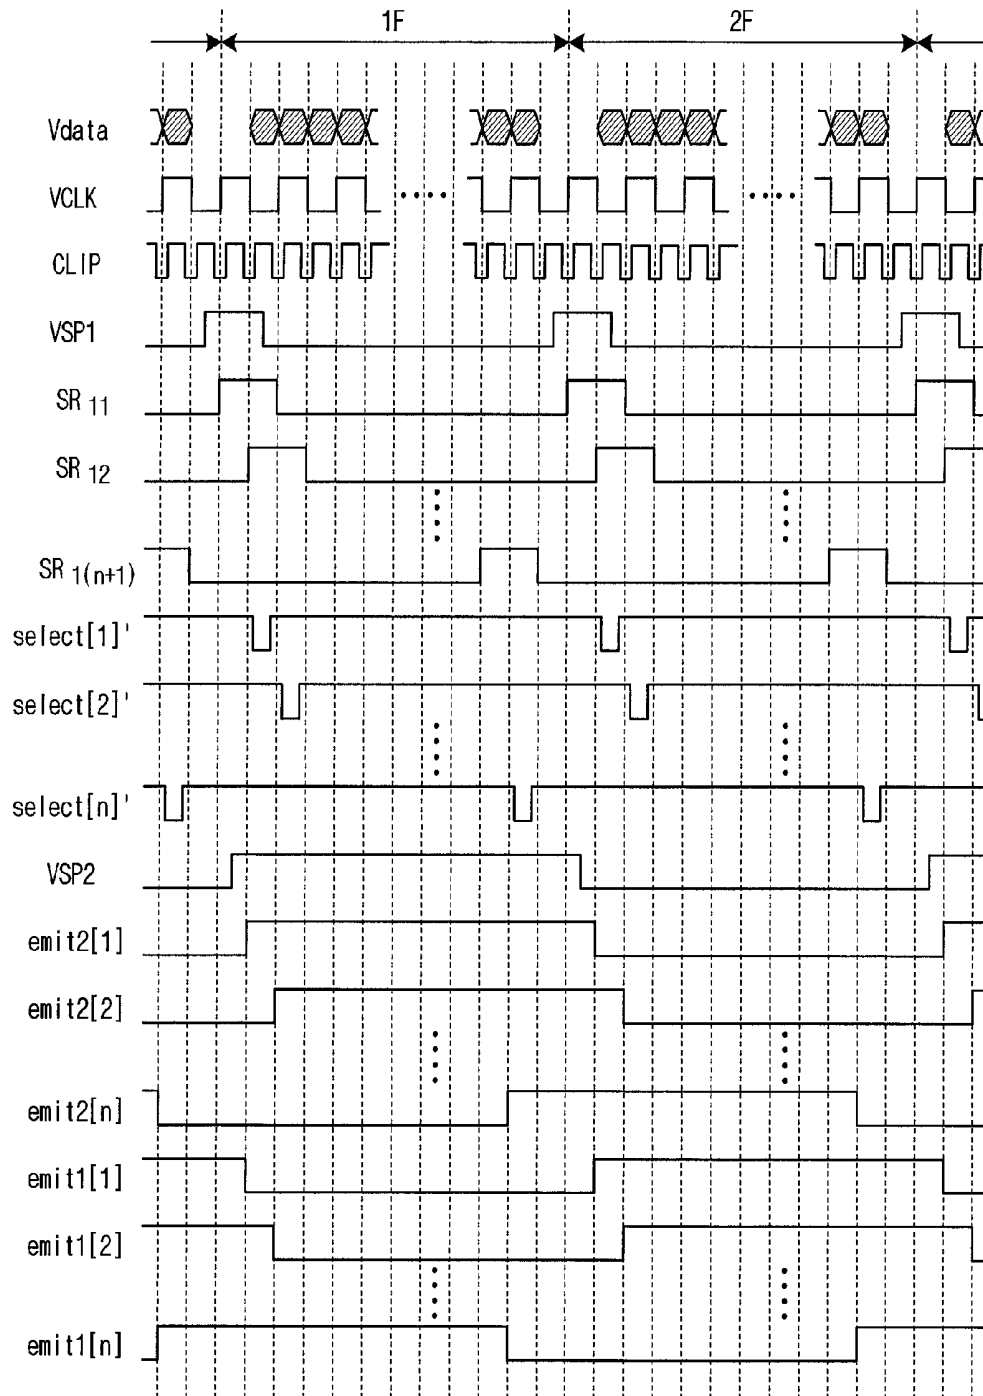 1F 2F
Vdata
VCLK
CLIP
VSP1
SR 11
SR 12
SR 1(n+1)
select[1]'
select[2]'
select[n]'
VSP2
emit2[1]
emit2[2]
emit2[n]
emit1[1]
emit1[2]
emit1[n]